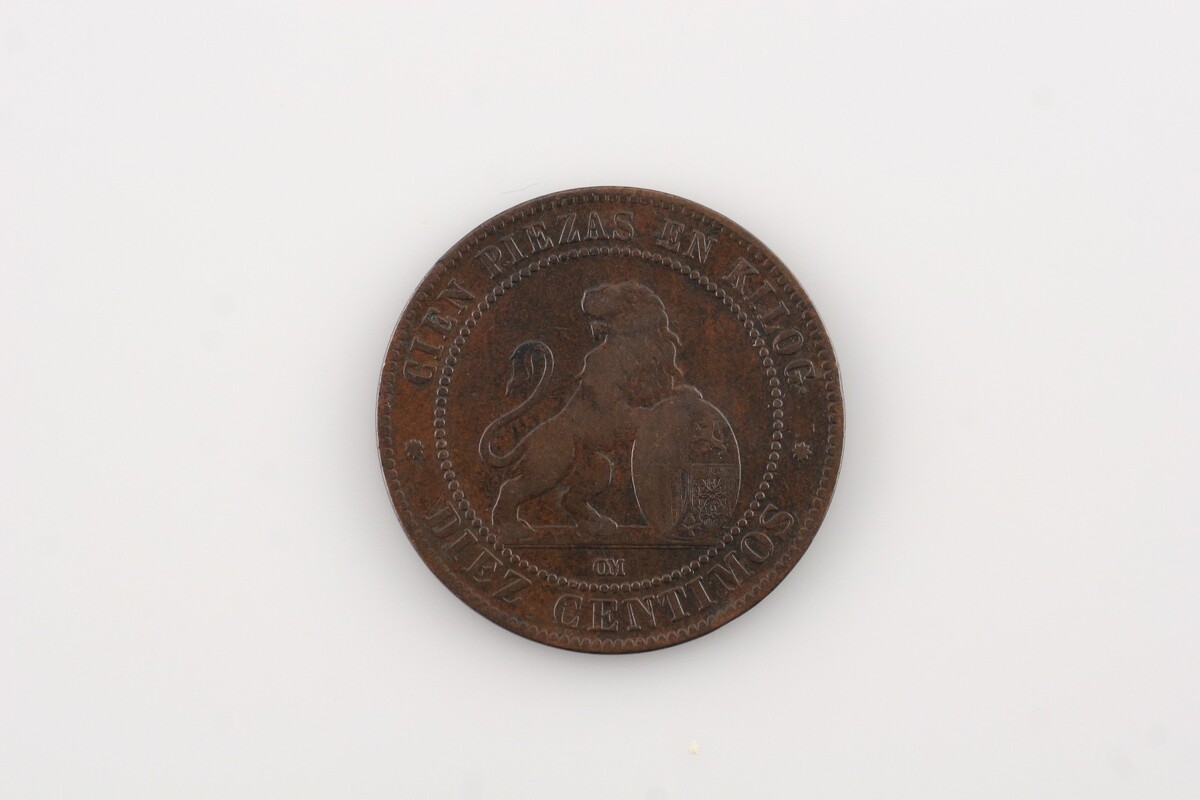 CIEN PIEZAS EN KILOG.
OM
DIEZ CENTIMOS